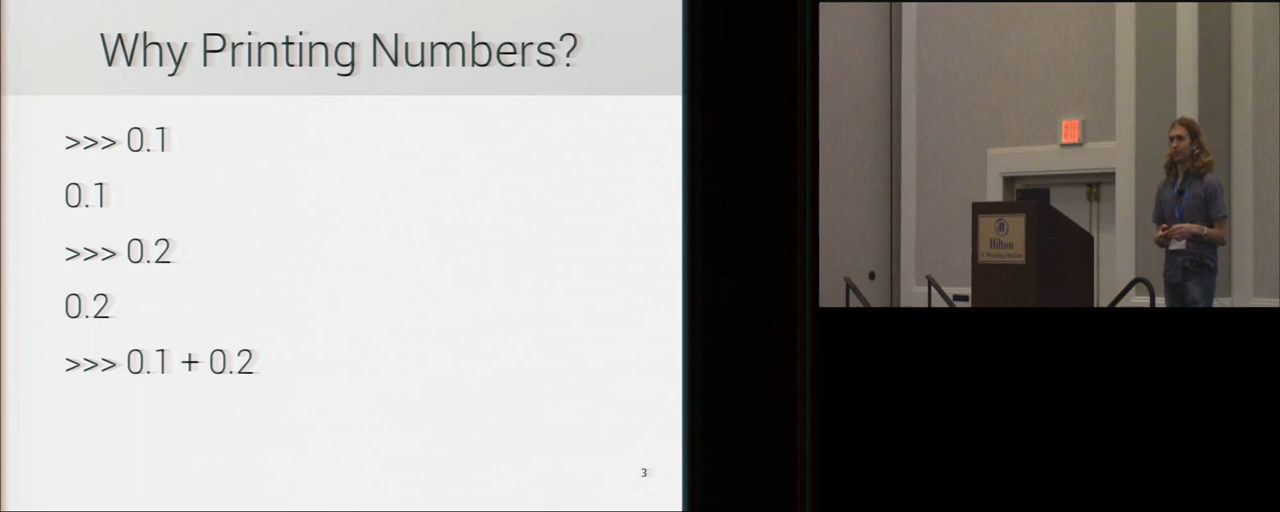 Why Printing Numbers?
>>> 0.1
0.1
>>> 0.2
0.2
>>> 0.1 + 0.2
3
Hilton